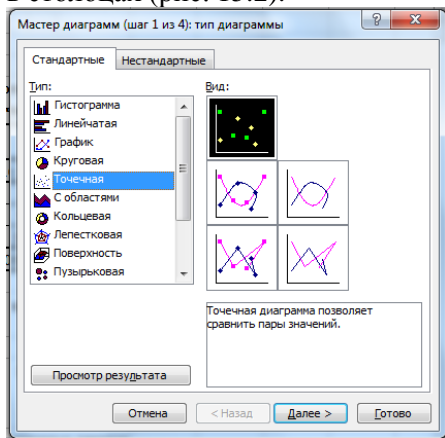 в столбцах (рис. 13.2).
Мастер диаграмм (шаг 1 из 4): тип диаграммы
Стандартные Нестандартные
Тип:
Вид:
Гистограмма
Линейчатая
График
Круговая
Точечная
С областями
Кольцевая
Лепестковая
Поверхность
Пузырьковая
Точечная диаграмма позволяет
сравнить пары значений.
Просмотр результата
Отмена < Назад Далее > Готово